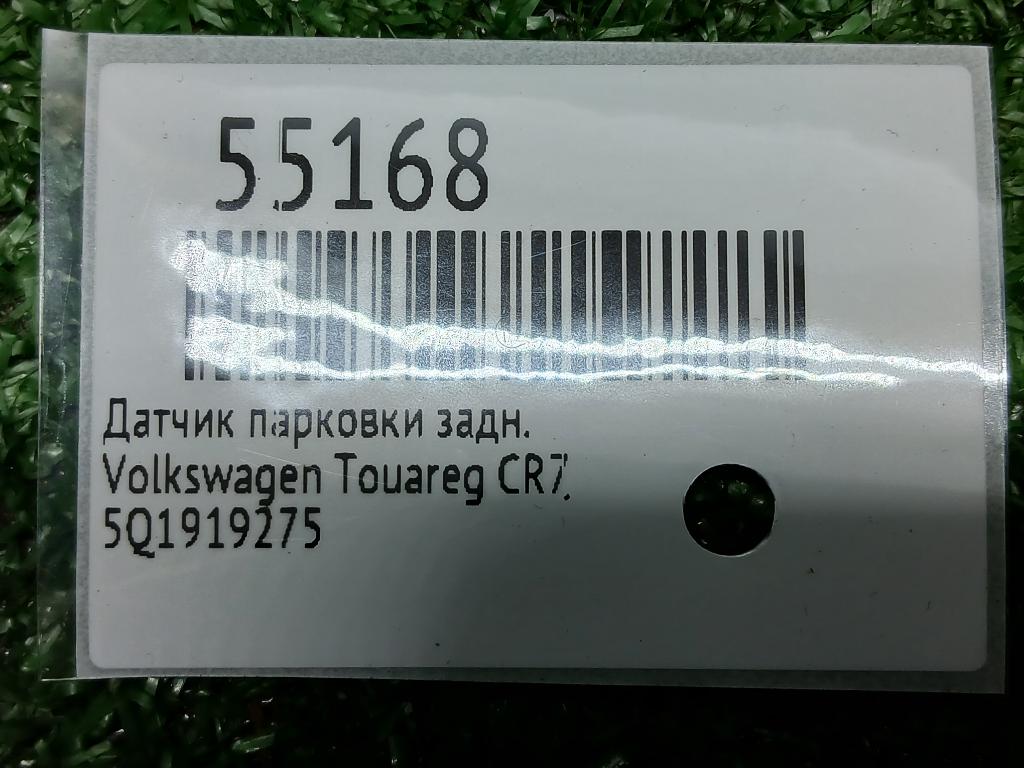 55168
Датчик парковки задн.
Volkswagen Touareg CR7,
5Q1919275